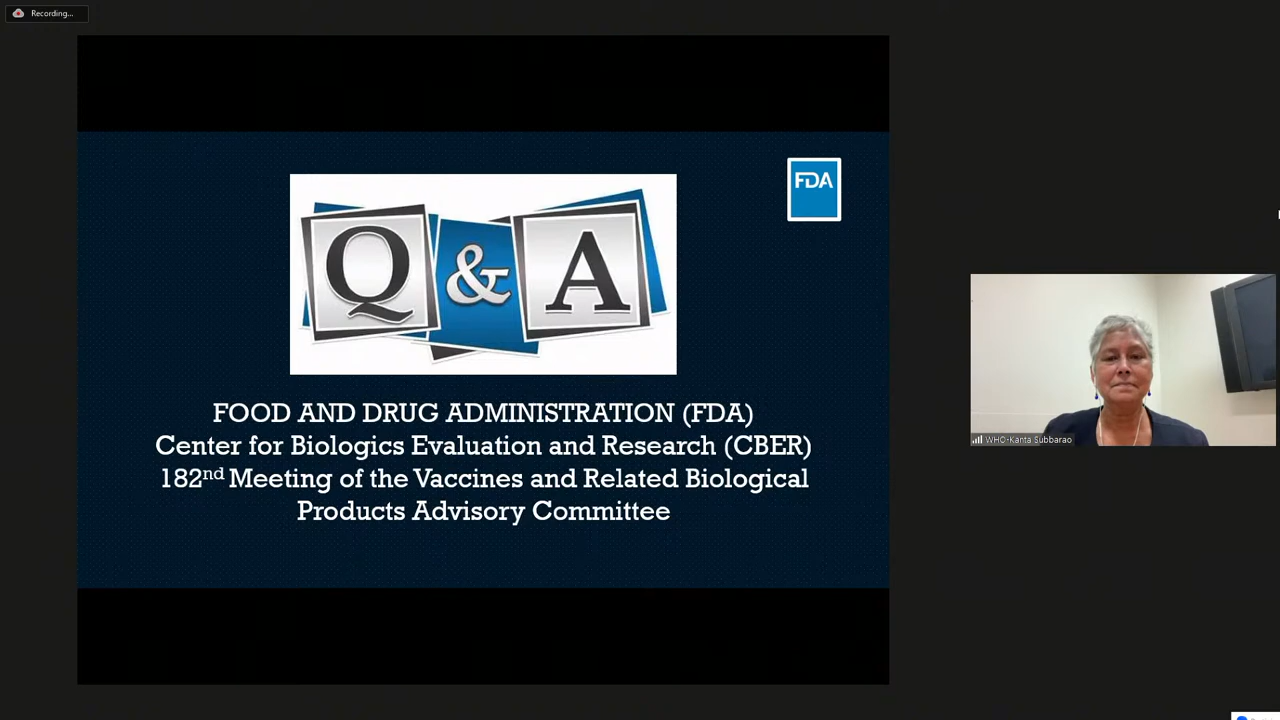 Recording...
FDA
Q & A
FOOD AND DRUG ADMINISTRATION (FDA)
Center for Biologics Evaluation and Research (CBER)
182nd Meeting of the Vaccines and Related Biological
Products Advisory Committee
WHO-Kanta Subbarao